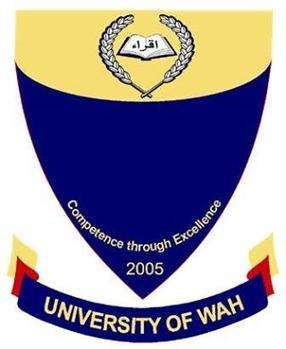 اقراء
Competence through Excellence
2005
UNIVERSITY OF WAH